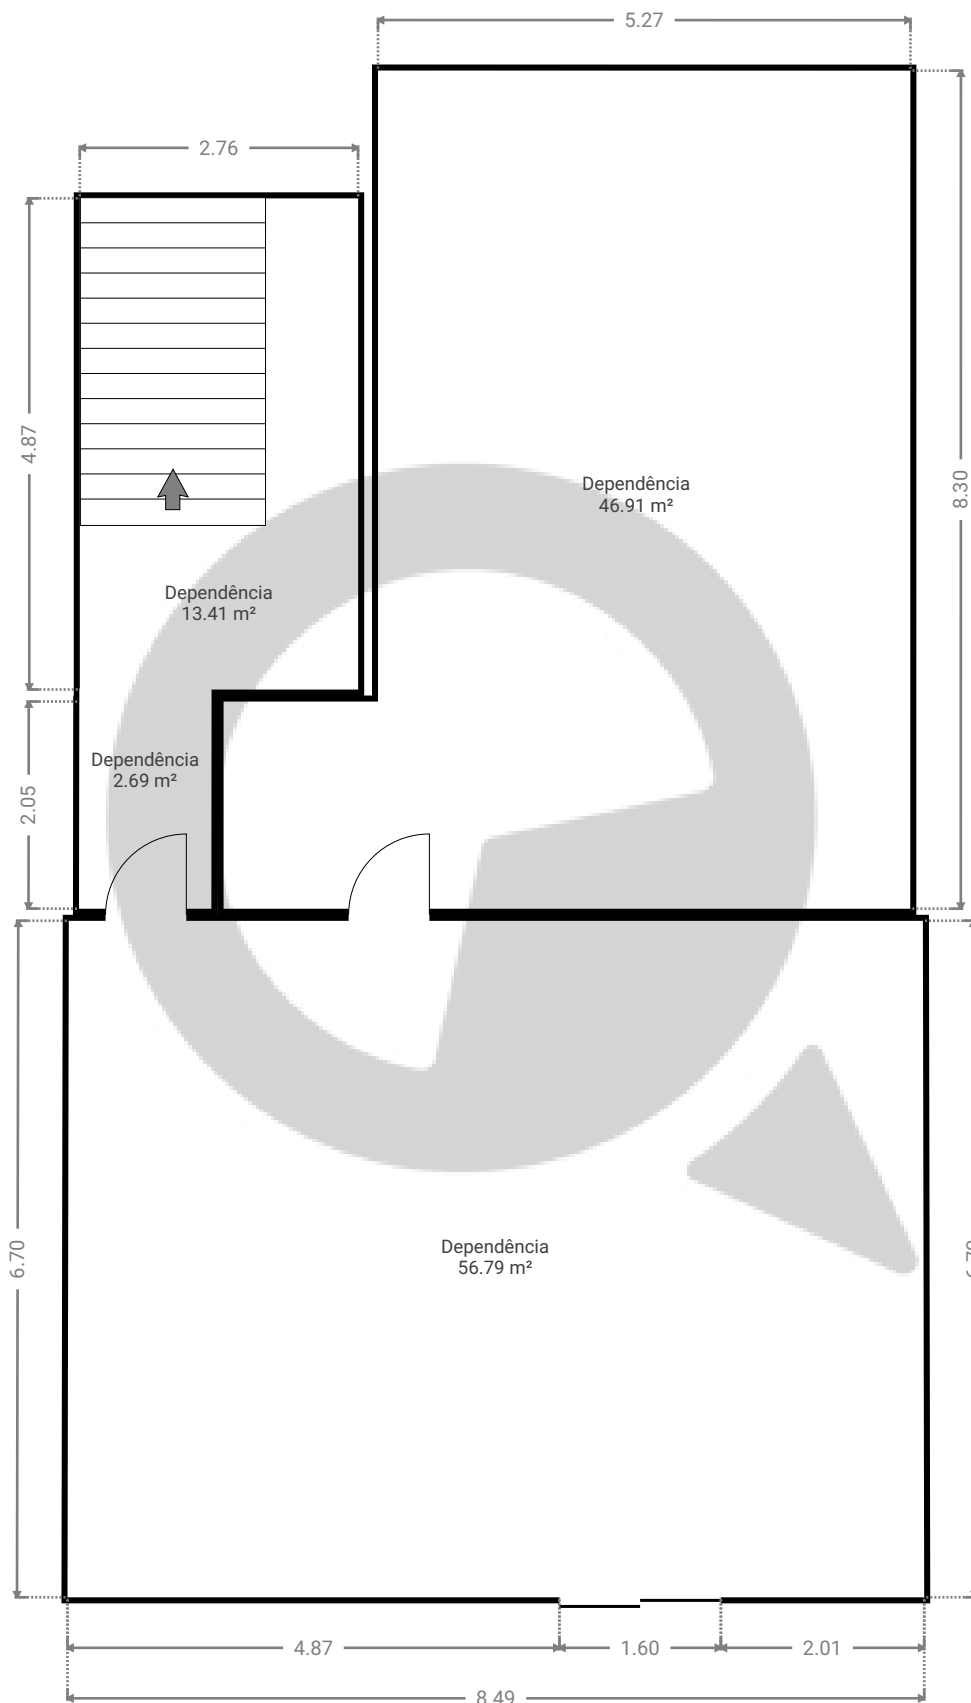 5.27
2.76
4.87
8.30
Dependência
46.91 m²
Dependência
13.41 m²
Dependência
2.69 m²
2.05
6.70
Dependência
56.79 m²
4.87
1.60
2.01
8.49